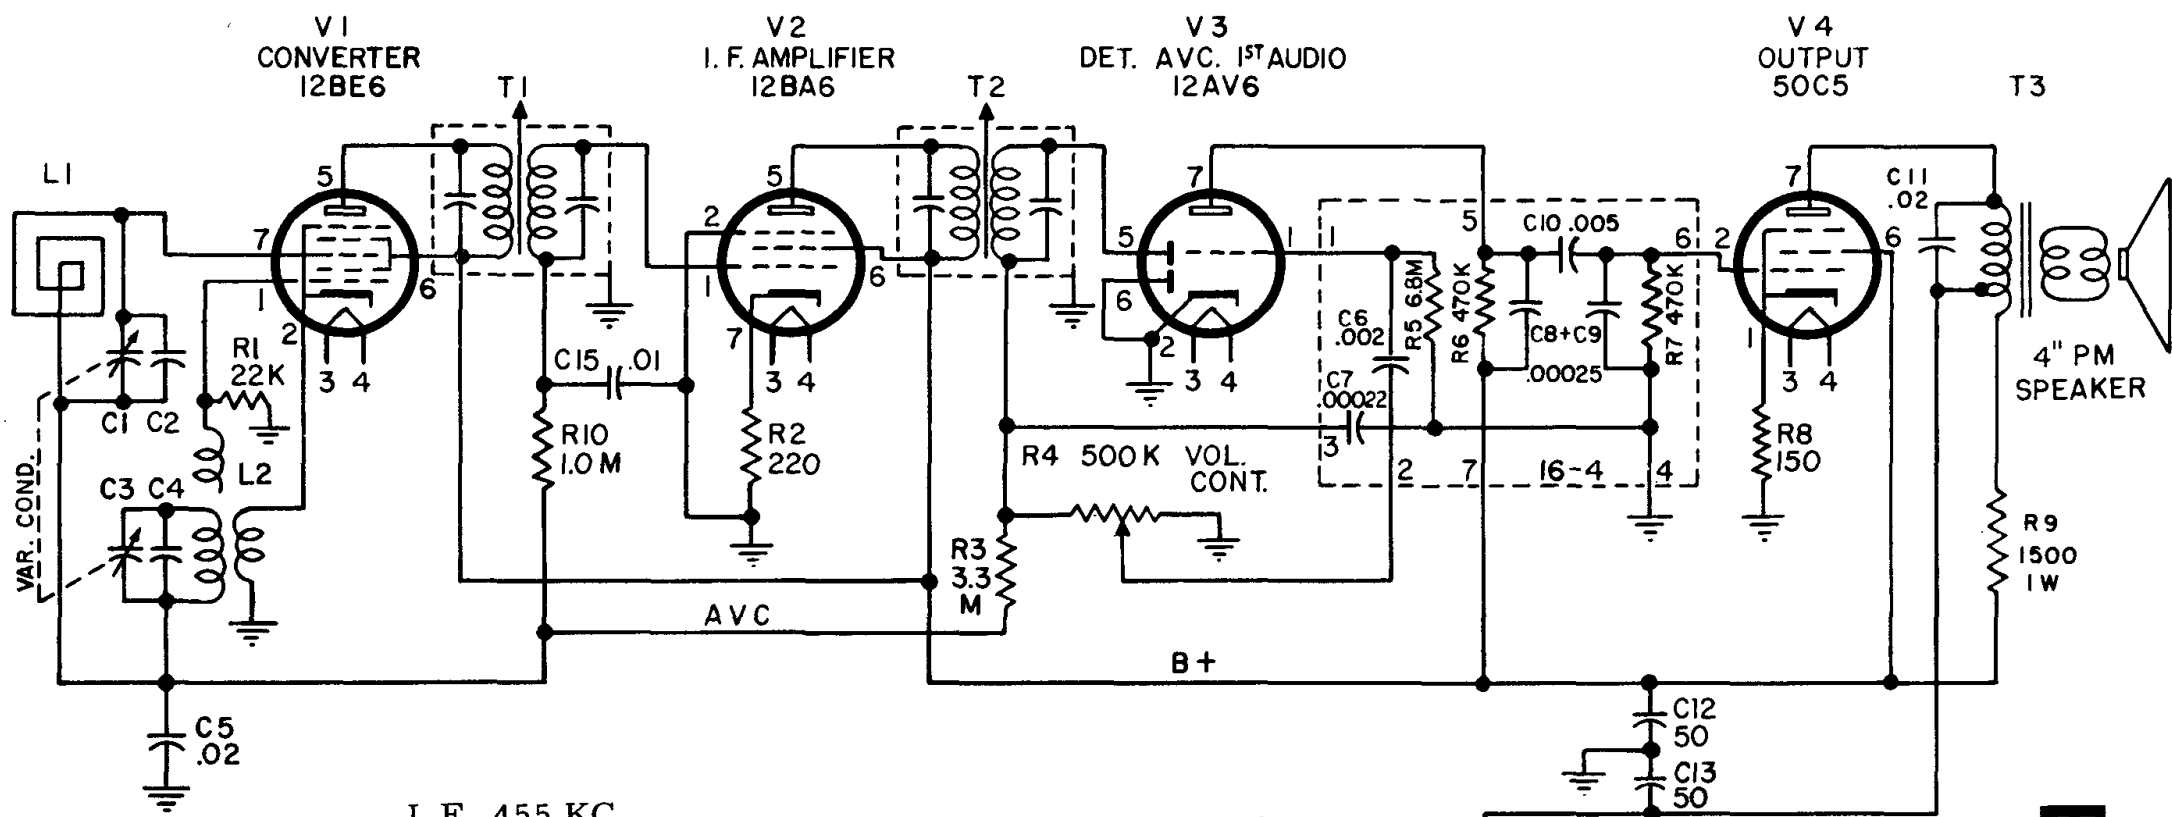 V1
CONVERTER
12BE6
T1
V2
I.F. AMPLIFIER
12BA6
T2
V3
DET. AVC. 1ST AUDIO
12AV6
V4
OUTPUT
50C5
T3
L1
5
7
1
2
6
3 4
5
2
1
7
6
3 4
7
5
6
2
1
3 4
7
2
6
1
3 4
C11
.02
4" PM
SPEAKER
R1
22K
C1 C2
C3 C4
L2
VAR. COND.
C15 .01
R10
1.0M
R2
220
1
5
C10 .005
6
R5 6.8M
R6 470K
R7 470K
C6
.002
C8+C9
.00025
C7
.00022
3
2
7
16-4
4
R4 500K VOL.
CONT.
R8
150
R3
3.3
M
R9
1500
1W
AVC
B+
C5
.02
C12
50
C13
50
I.F. 455 KC